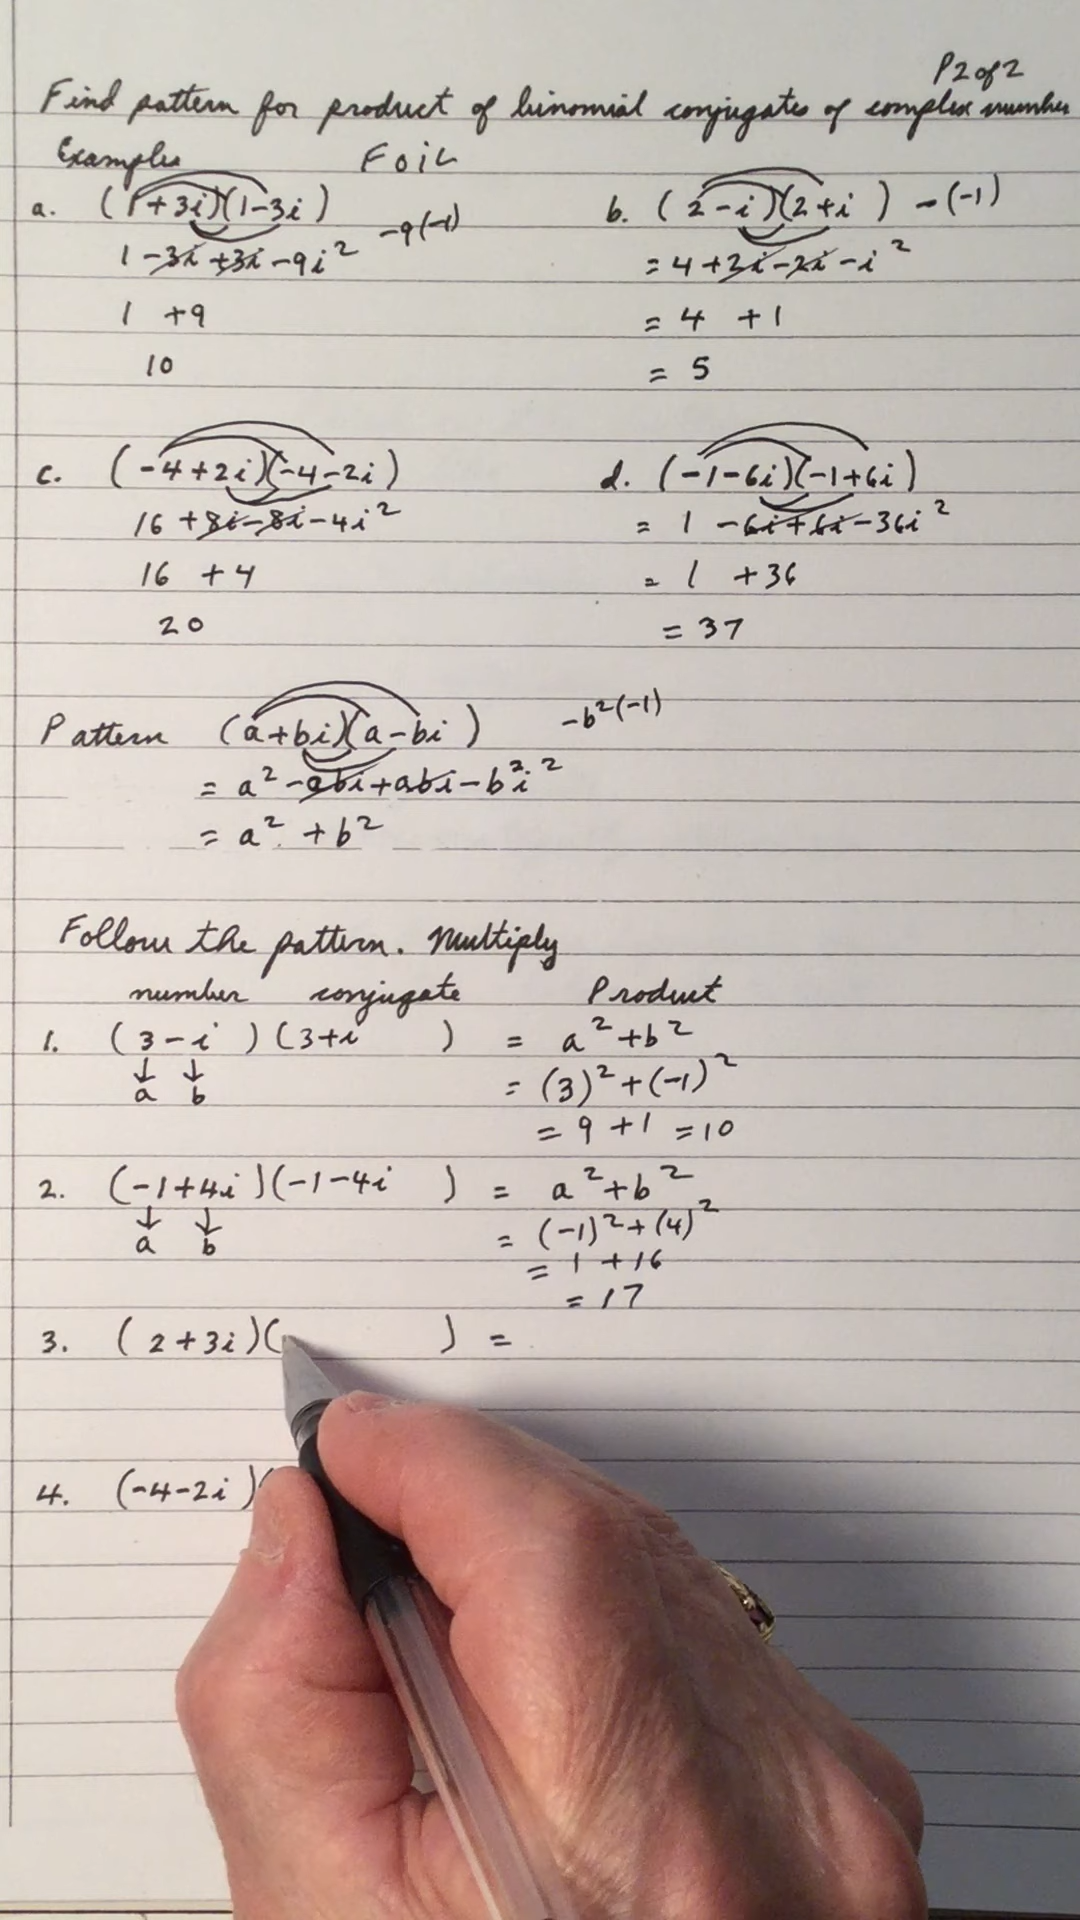 P2 of 2
Find pattern for product of binomial conjugates of complex number
Examples FOIL
a. (1+3i)(1-3i) -9(-1)
1-3i+3i-9i²
1 +9
10
b. (2-i)(2+i) -(-1)
=4+2i-2i-i²
= 4 +1
= 5
c. (-4+2i)(-4-2i)
16+8i-8i-4i²
16 +4
20
d. (-1-6i)(-1+6i)
= 1-6i+6i-36i²
= 1 +36
= 37
Pattern (a+bi)(a-bi) -b²(-1)
= a²-abi+abi-b²i²
= a² +b²
Follow the pattern. Multiply
number conjugate Product
1. (3-i)(3+i ) = a²+b²
↓ ↓ = (3)²+(-1)²
a b
= 9+1 =10
2. (-1+4i)(-1-4i ) = a²+b²
↓ ↓ = (-1)²+(4)²
a b
= 1 +16
= 17
3. (2+3i)( ) =
4. (-4-2i)(